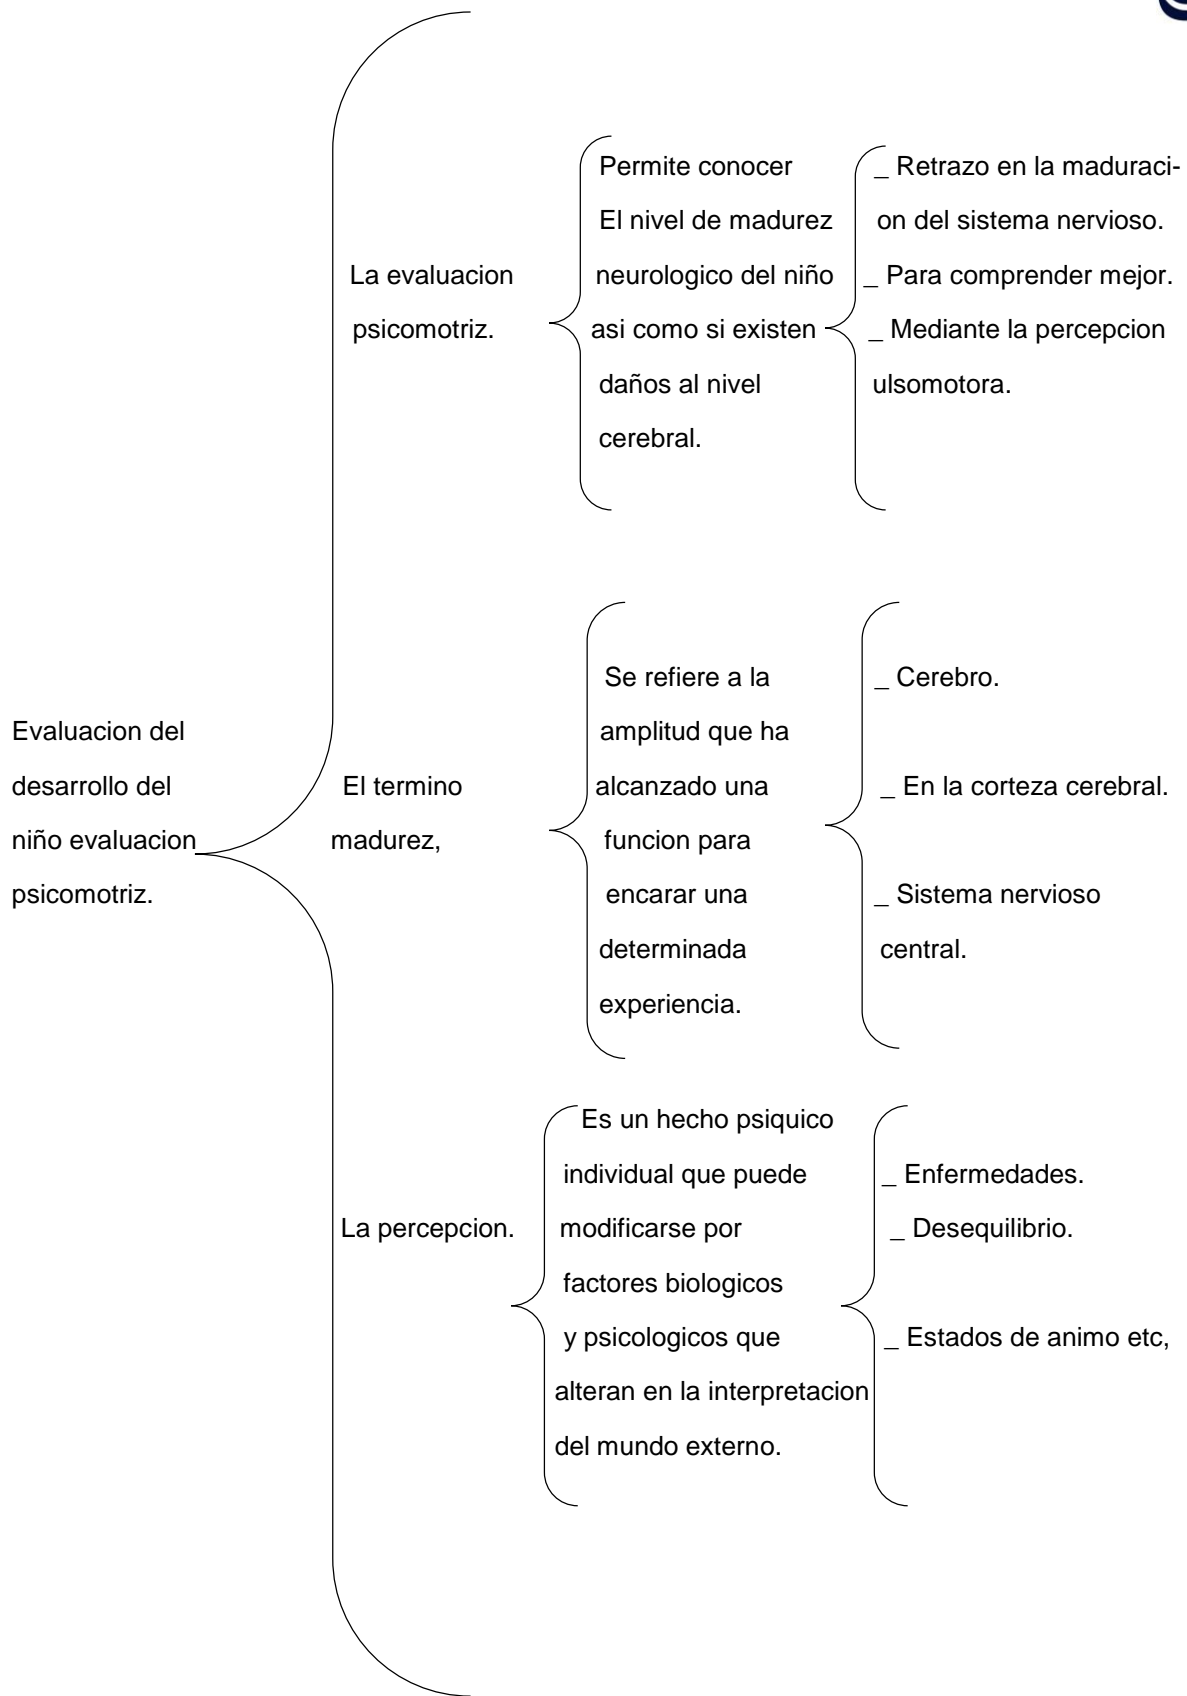 Evaluacion del
desarrollo del
niño evaluacion
psicomotriz.
La evaluacion
psicomotriz.
Permite conocer
El nivel de madurez
neurologico del niño
asi como si existen
daños al nivel
cerebral.
_ Retrazo en la maduraci-
on del sistema nervioso.
_ Para comprender mejor.
_ Mediante la percepcion
ulsomotora.
El termino
madurez,
Se refiere a la
amplitud que ha
alcanzado una
funcion para
encarar una
determinada
experiencia.
_ Cerebro.
_ En la corteza cerebral.
_ Sistema nervioso
central.
La percepcion.
Es un hecho psiquico
individual que puede
modificarse por
factores biologicos
y psicologicos que
alteran en la interpretacion
del mundo externo.
_ Enfermedades.
_ Desequilibrio.
_ Estados de animo etc,